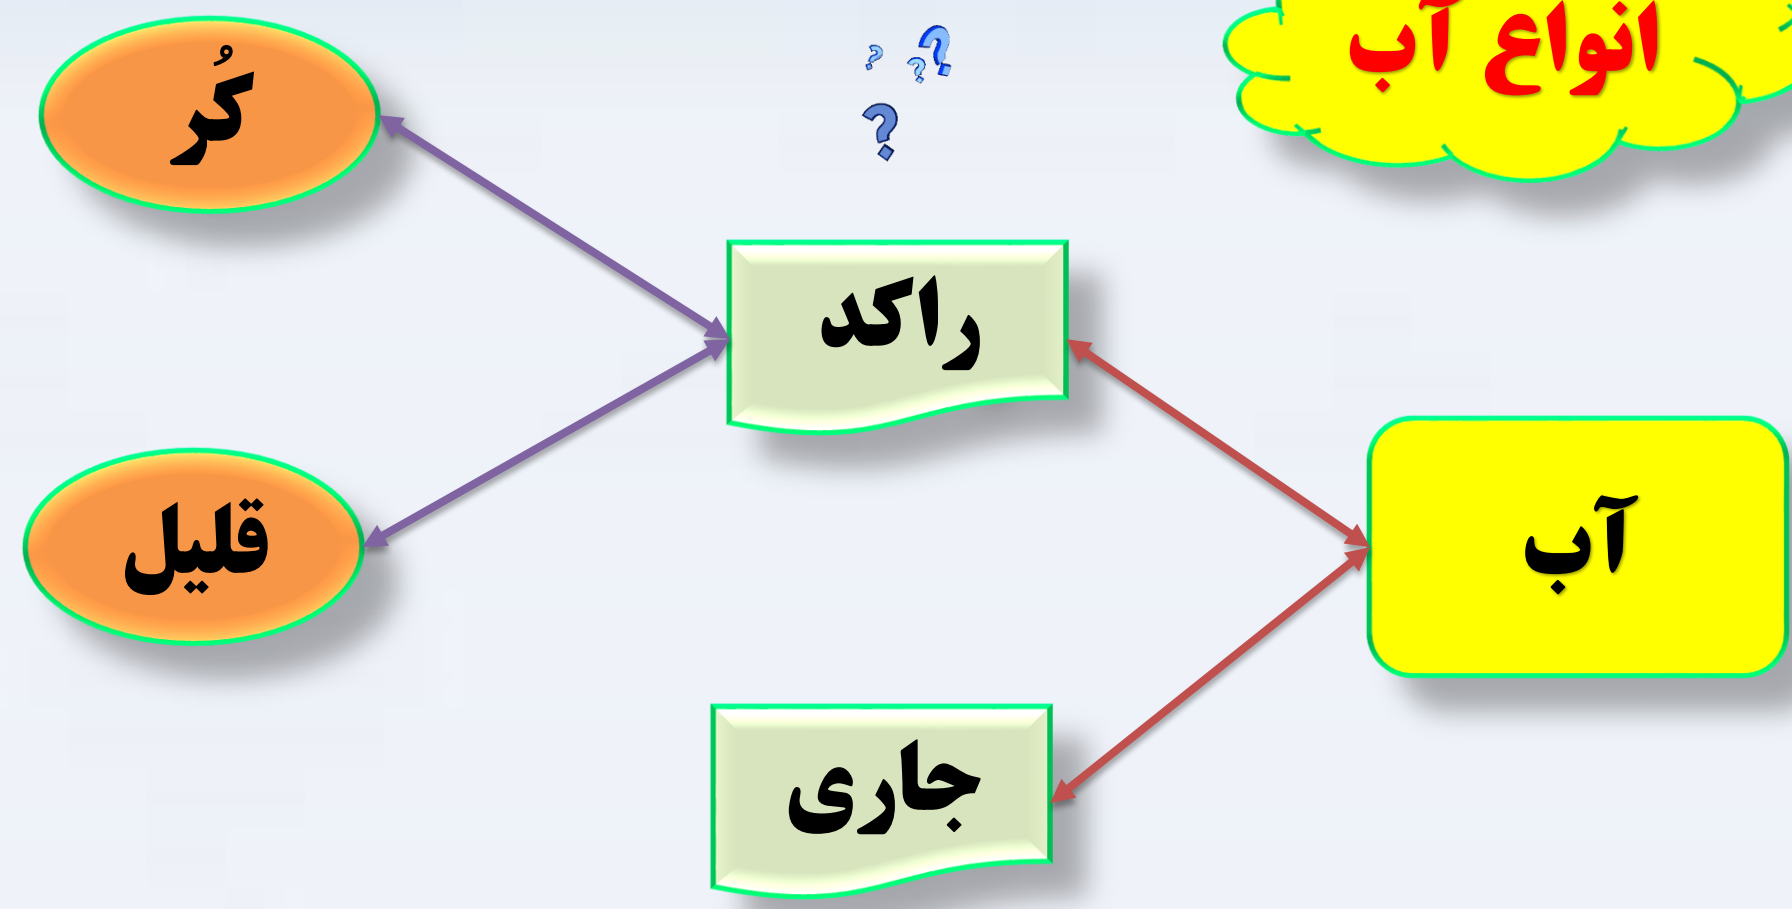 انواع آب
آب
راکد
جاری
کُر
قلیل